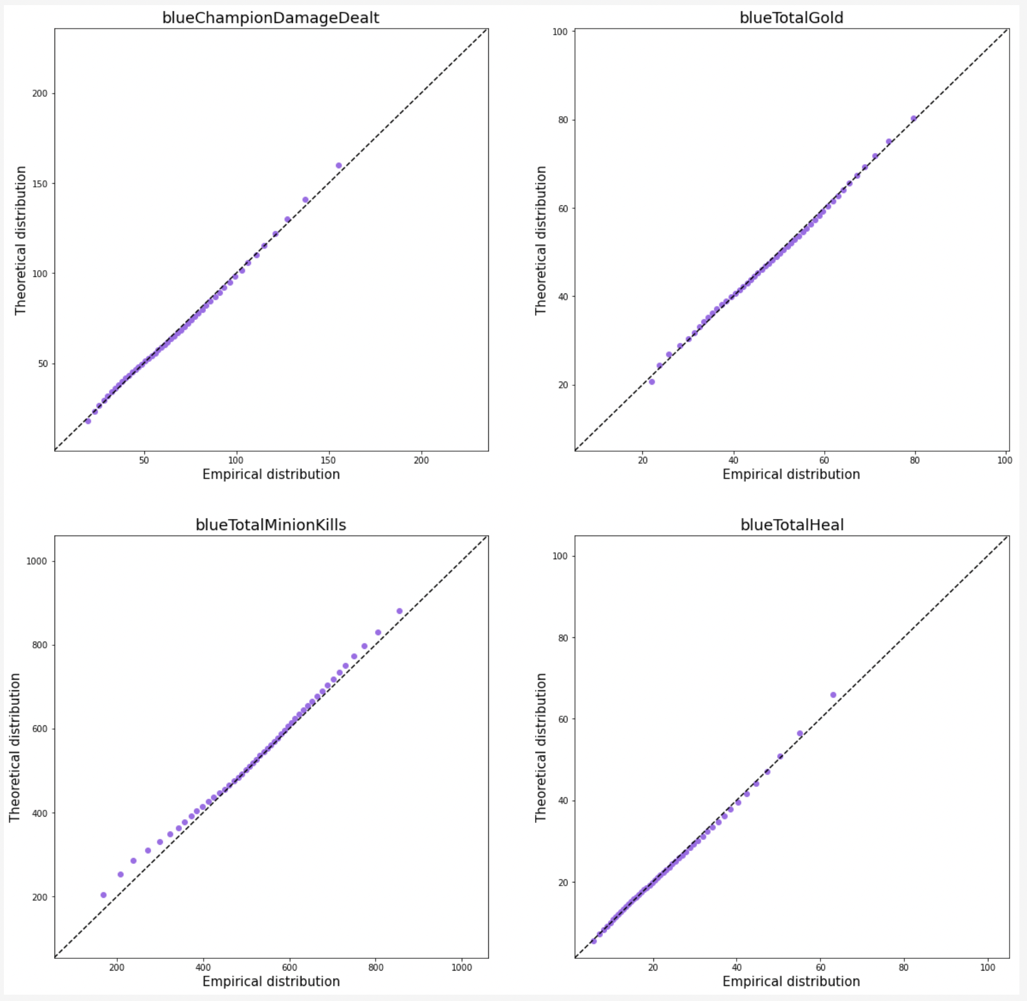 blueChampionDamageDealt
Theoretical distribution
200
150
100
50
50 100 150 200
Empirical distribution
blueTotalGold
Theoretical distribution
100
80
60
40
20
20 40 60 80 100
Empirical distribution
blueTotalMinionKills
Theoretical distribution
1000
800
600
400
200
200 400 600 800 1000
Empirical distribution
blueTotalHeal
Theoretical distribution
100
80
60
40
20
20 40 60 80 100
Empirical distribution